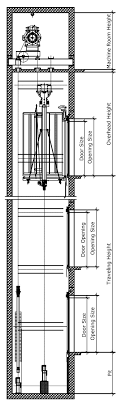 Machine Room Height
Overhead Height
Door Size
Opening Size
Traveling Height
Door Opening
Opening Size
Door Size
Opening Size
Pit